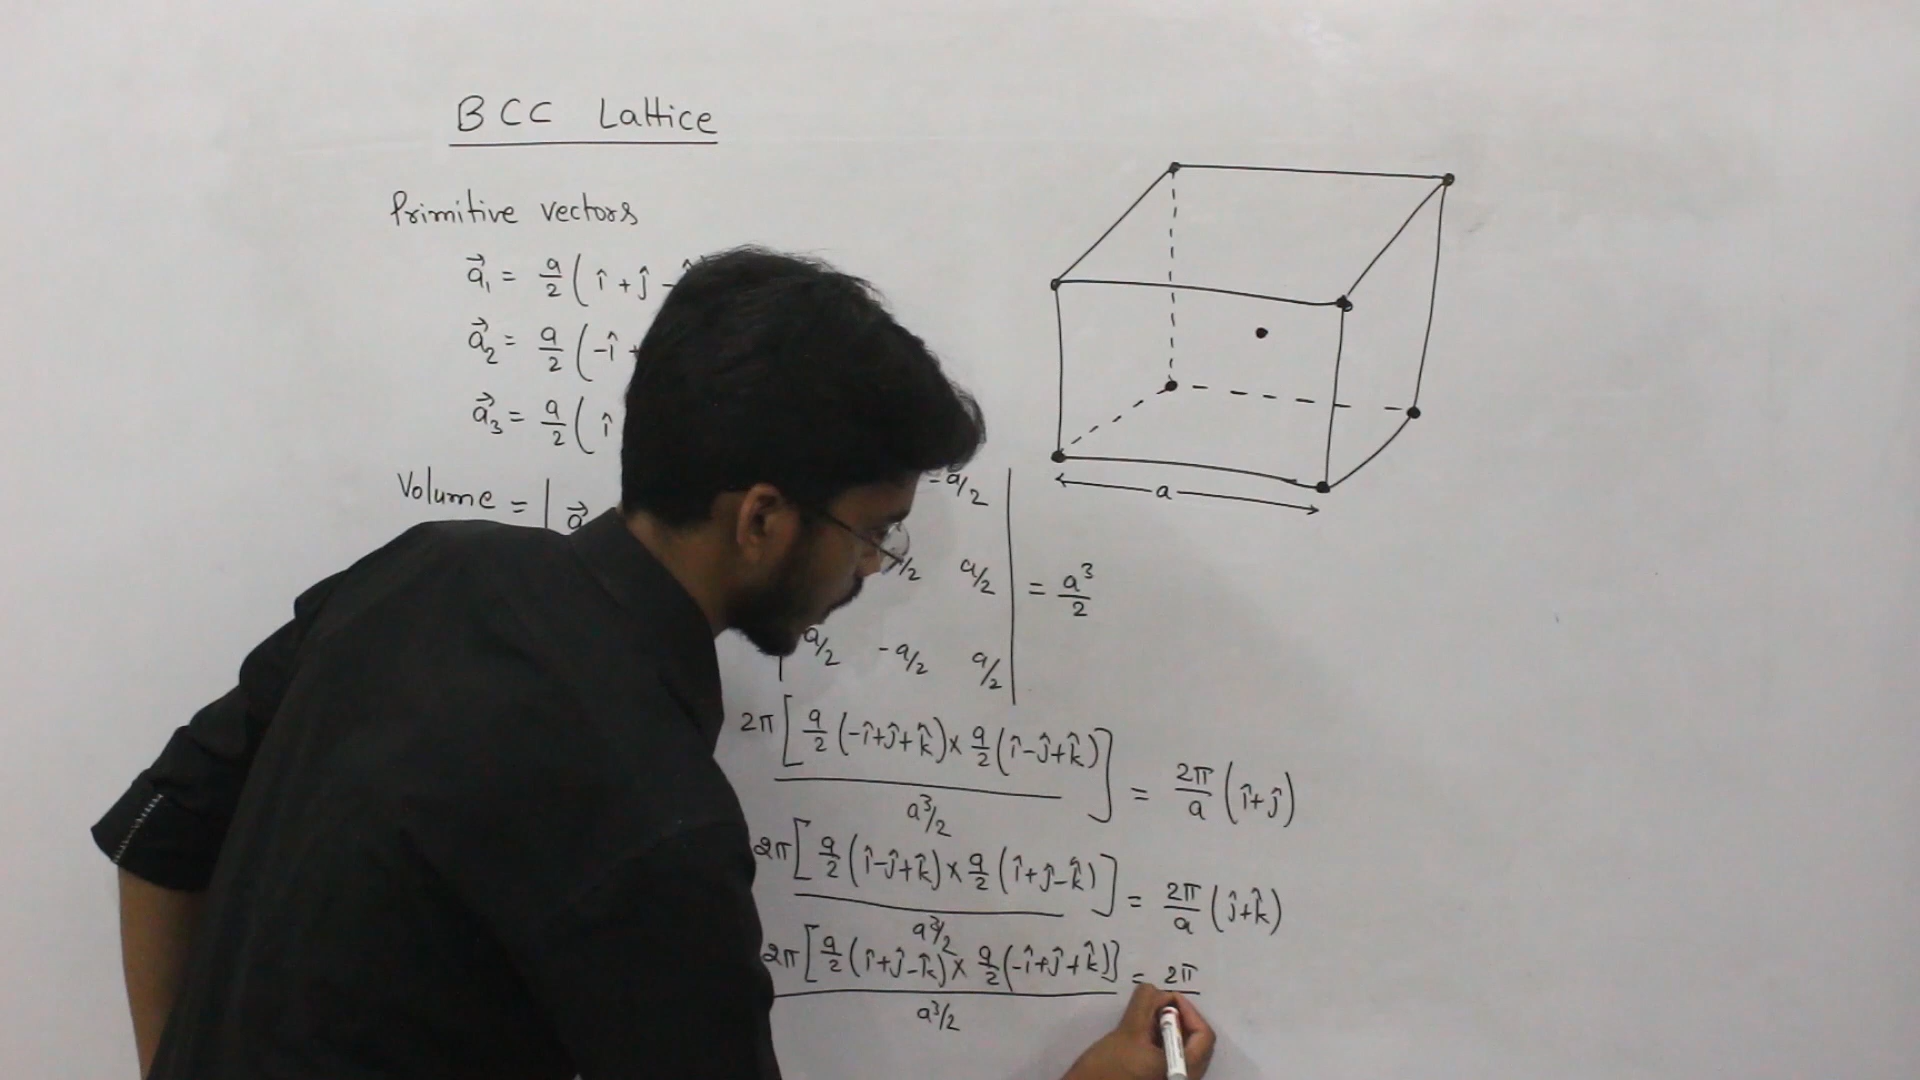 BCC Lattice
Primitive vectors
a⃗₁ = a/2 ( î + ĵ -
a⃗₂ = a/2 ( -î +
a⃗₃ = a/2 ( î
Volume = | a⃗
-a/2
a/2 a/2
a/2 -a/2 a/2
= a³/2
a
2π [ a/2 (-î+ĵ+k̂) × a/2 (î-ĵ+k̂) ] / a³/2 = 2π/a (î+ĵ)
2π [ a/2 (î-ĵ+k̂) × a/2 (î+ĵ-k̂) ] / a³/2 = 2π/a (ĵ+k̂)
2π [ a/2 (î+ĵ-k̂) × a/2 (-î+ĵ+k̂) ] / a³/2 = 2π